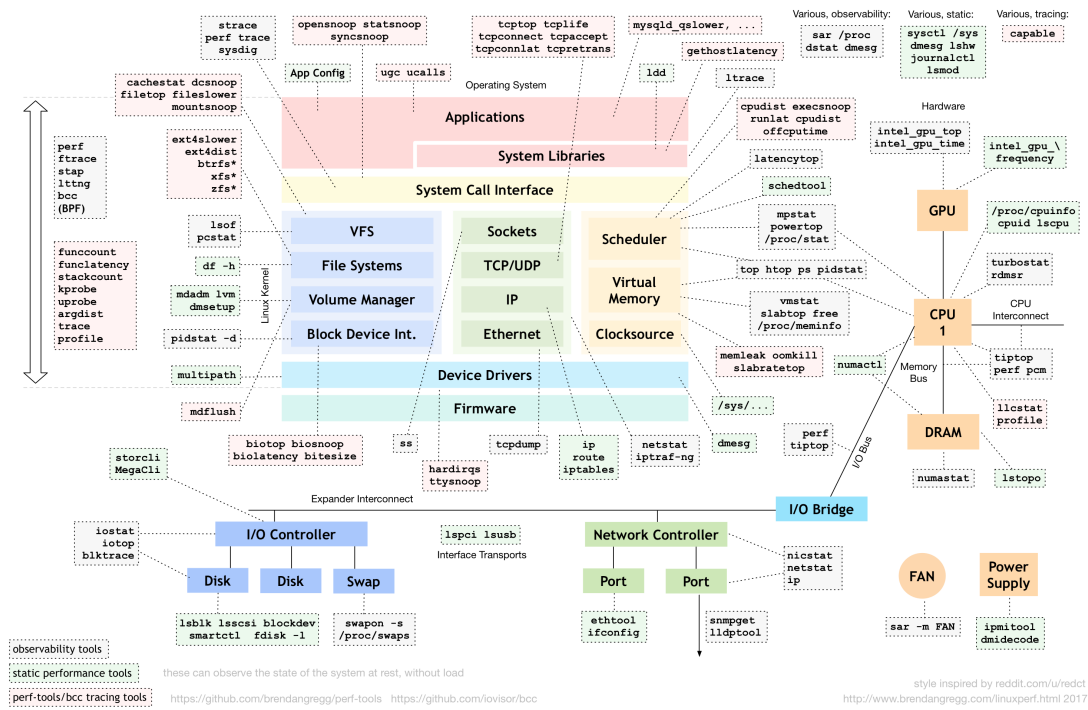 strace
perf trace
sysdig
opensnoop statsnoop
syncsnoop
tcptop tcplife
tcpconnect tcpaccept
tcpconnlat tcpretrans
mysqld_qslower, ...
gethostlatency
Various, observability:
sar /proc
dstat dmesg
Various, static:
sysctl /sys
dmesg lshw
journalctl
lsmod
Various, tracing:
capable
App Config
ugc ucalls
ldd
ltrace
Operating System
cachestat dcsnoop
filetop fileslower
mountsnoop
Applications
System Libraries
System Call Interface
cpudist execsnoop
runlat cpudist
offcputime
Hardware
intel_gpu_top
intel_gpu_time
intel_gpu_\
frequency
perf
ftrace
stap
lttng
bcc
(BPF)
ext4slower
ext4dist
btrfs*
xfs*
zfs*
latencytop
schedtool
GPU
/proc/cpuinfo
cpuid lscpu
lsof
pcstat
VFS
Sockets
Scheduler
mpstat
powertop
/proc/stat
funccount
funclatency
stackcount
kprobe
uprobe
argdist
trace
profile
df -h
Linux Kernel
File Systems
TCP/UDP
top htop ps pidstat
turbostat
rdmsr
mdadm lvm
dmsetup
Volume Manager
IP
Virtual
Memory
vmstat
slabtop free
/proc/meminfo
CPU
1
CPU
Interconnect
pidstat -d
Block Device Int.
Ethernet
Clocksource
memleak oomkill
slabratetop
numactl
Memory
Bus
tiptop
perf pcm
multipath
Device Drivers
mdflush
Firmware
/sys/...
llcstat
profile
DRAM
biotop biosnoop
biolatency bitesize
ss
hardirqs
ttysnoop
tcpdump
ip
route
iptables
netstat
iptraf-ng
dmesg
perf
tiptop
I/O Bus
numastat
lstopo
storcli
MegaCli
Expander Interconnect
I/O Bridge
iostat
iotop
blktrace
I/O Controller
lspci lsusb
Interface Transports
Network Controller
nicstat
netstat
ip
Disk
Disk
Swap
Port
Port
FAN
Power
Supply
lsblk lsscsi blockdev
smartctl fdisk -l
swapon -s
/proc/swaps
ethtool
ifconfig
snmpget
lldptool
sar -m FAN
ipmitool
dmidecode
observability tools
static performance tools
these can observe the state of the system at rest, without load
perf-tools/bcc tracing tools
https://github.com/brendangregg/perf-tools https://github.com/iovisor/bcc
style inspired by reddit.com/u/redct
http://www.brendangregg.com/linuxperf.html 2017